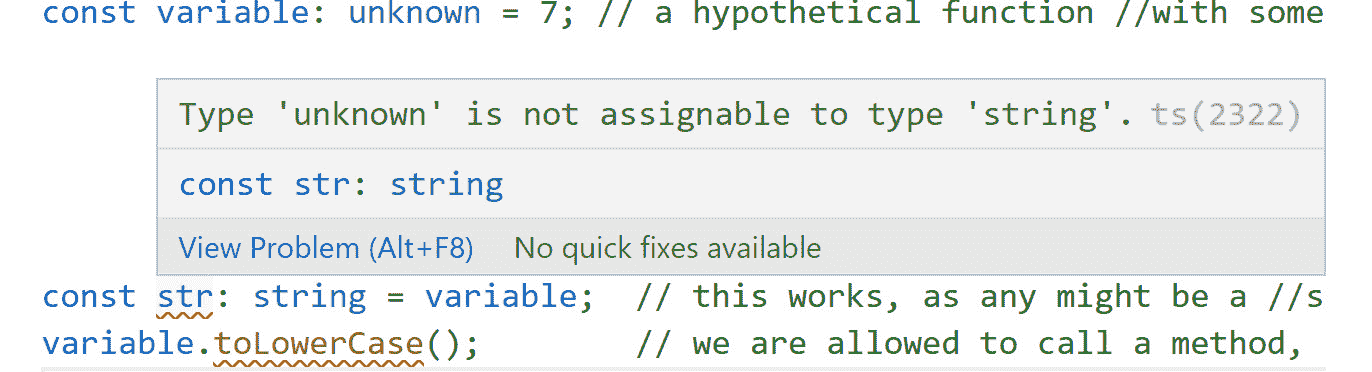 const variable: unknown = 7; // a hypothetical function //with some
Type 'unknown' is not assignable to type 'string'. ts(2322)
const str: string
View Problem (Alt+F8) No quick fixes available
const str: string = variable; // this works, as any might be a //s
variable.toLowerCase(); // we are allowed to call a method,